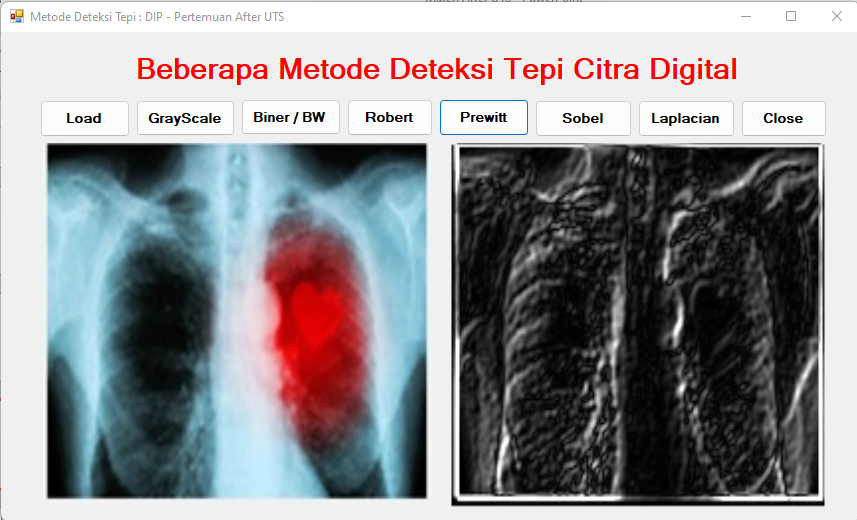 Metode Deteksi Tepi : DIP - Pertemuan After UTS
Beberapa Metode Deteksi Tepi Citra Digital
Load GrayScale Biner / BW Robert Prewitt Sobel Laplacian Close